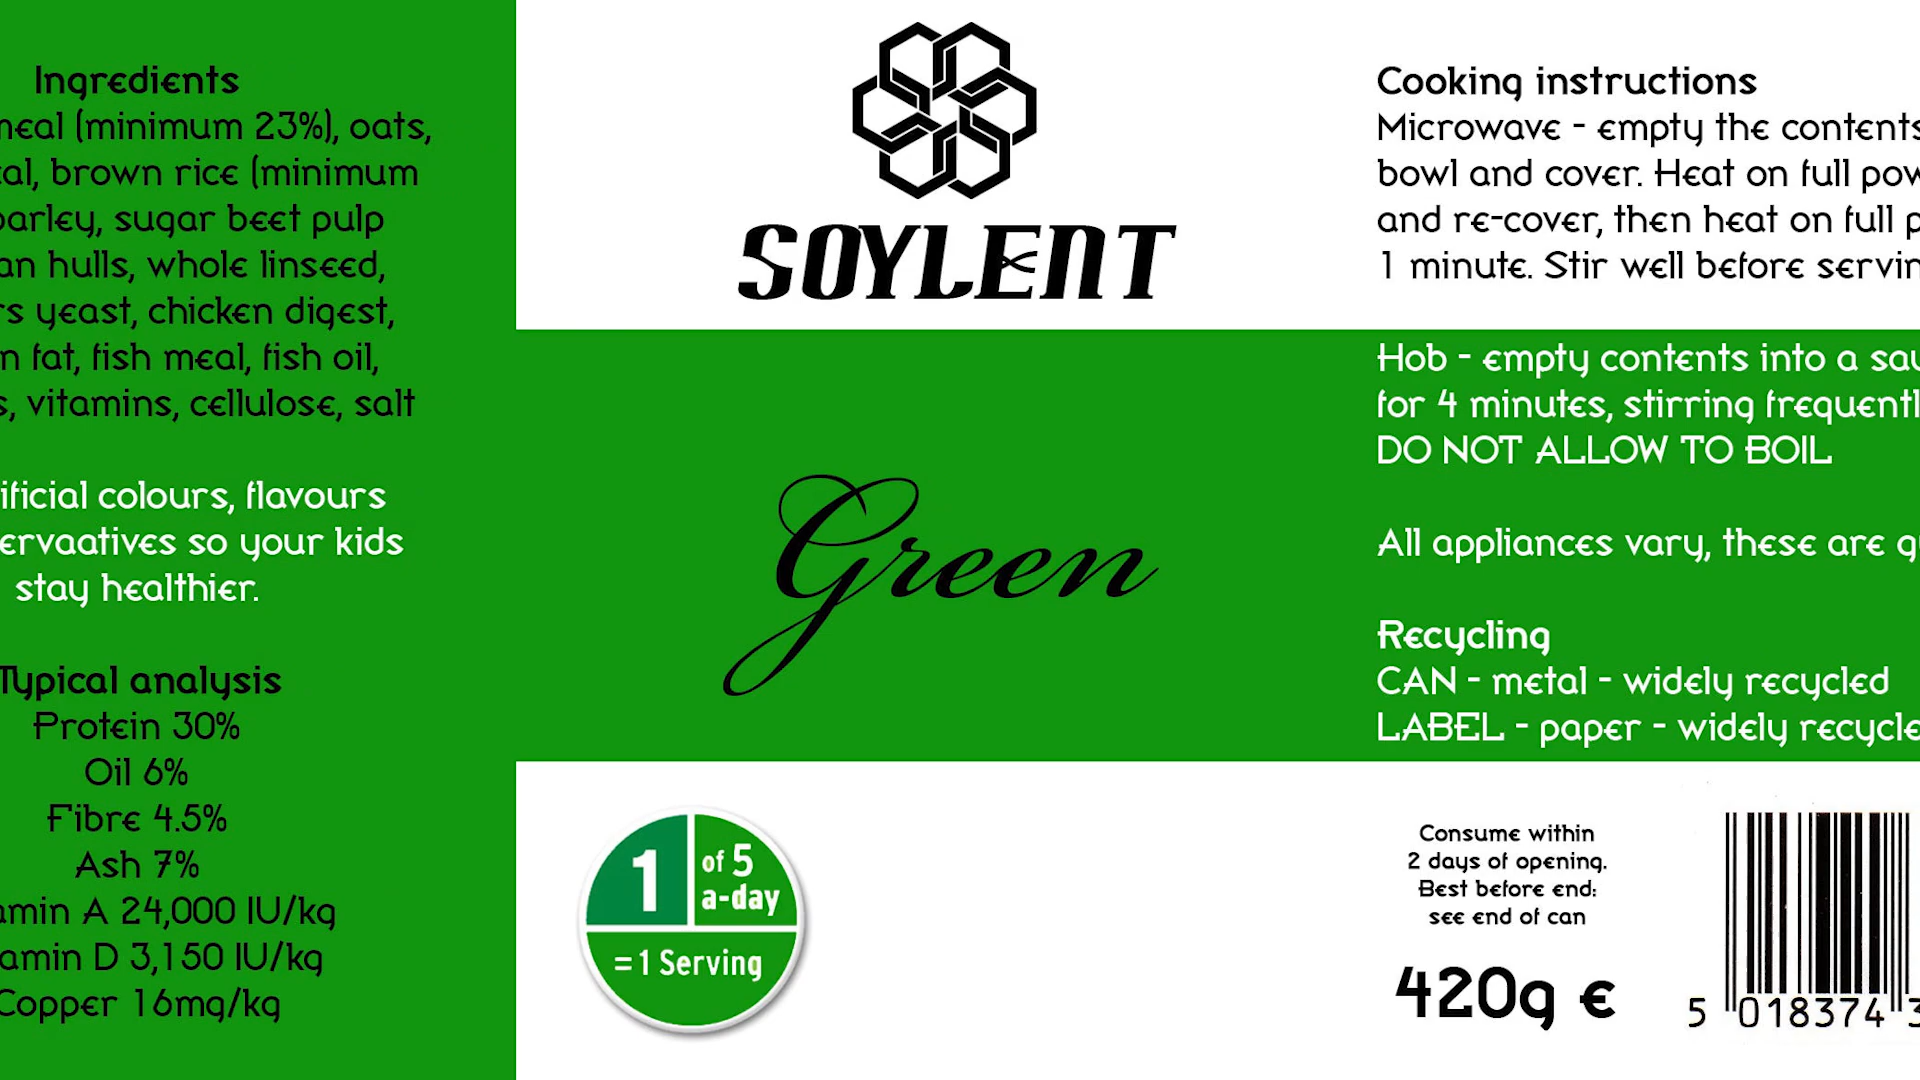 Ingredients
meal (minimum 23%), oats,
al, brown rice (minimum
barley, sugar beet pulp
an hulls, whole linseed,
rs yeast, chicken digest,
n fat, fish meal, fish oil,
s, vitamins, cellulose, salt
ificial colours, flavours
ervaatives so your kids
stay healthier.
Typical analysis
Protein 30%
Oil 6%
Fibre 4.5%
Ash 7%
amin A 24,000 IU/kg
amin D 3,150 IU/kg
Copper 16mg/kg
SOYLENT
Green
1 of 5
a-day
= 1 Serving
Cooking instructions
Microwave - empty the contents
bowl and cover. Heat on full pow
and re-cover, then heat on full p
1 minute. Stir well before servin
Hob - empty contents into a sau
for 4 minutes, stirring frequentl
DO NOT ALLOW TO BOIL
All appliances vary, these are g
Recycling
CAN - metal - widely recycled
LABEL - paper - widely recycle
Consume within
2 days of opening.
Best before end:
see end of can
420g e
5 018374 3